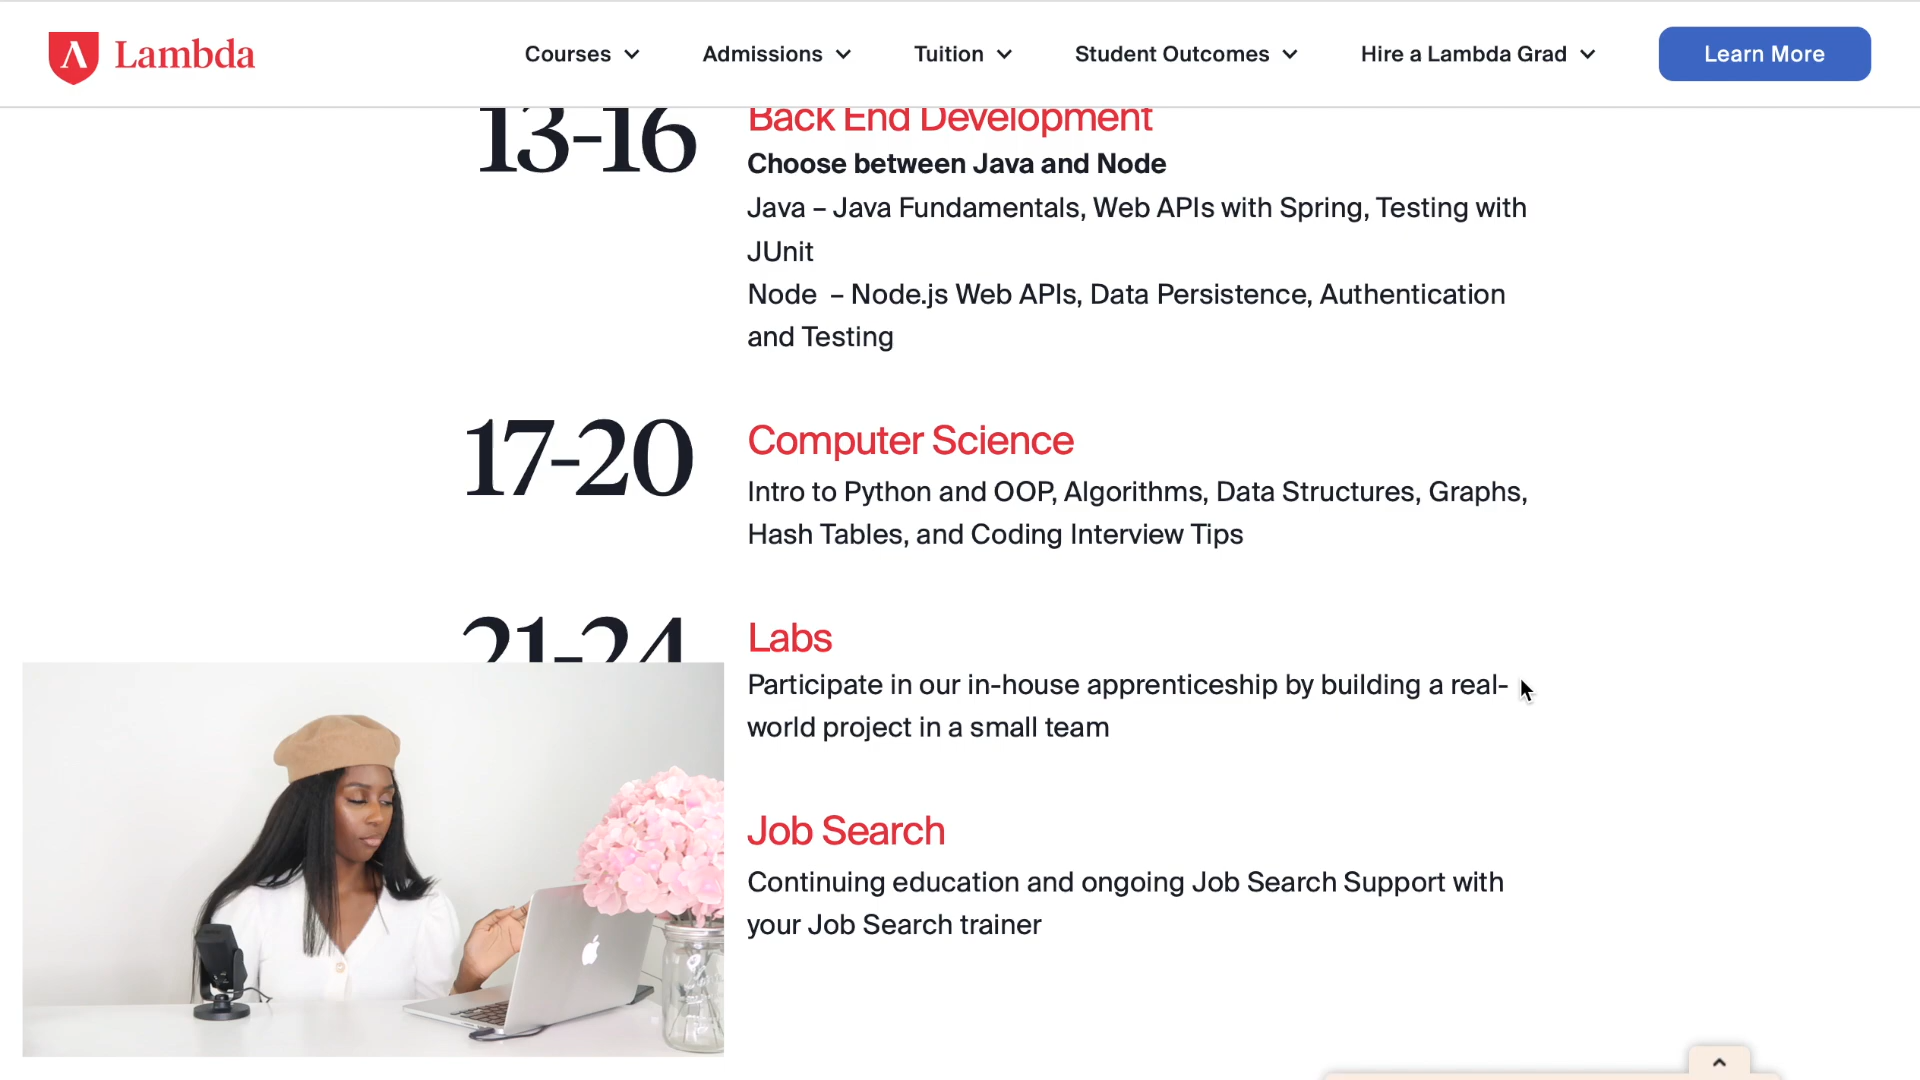 Lambda
Courses
Admissions
Tuition
Student Outcomes
Hire a Lambda Grad
Learn More
13-16
Back End Development
Choose between Java and Node
Java – Java Fundamentals, Web APIs with Spring, Testing with
JUnit
Node – Node.js Web APIs, Data Persistence, Authentication
and Testing
17-20
Computer Science
Intro to Python and OOP, Algorithms, Data Structures, Graphs,
Hash Tables, and Coding Interview Tips
21-24
Labs
Participate in our in-house apprenticeship by building a real-
world project in a small team
Job Search
Continuing education and ongoing Job Search Support with
your Job Search trainer